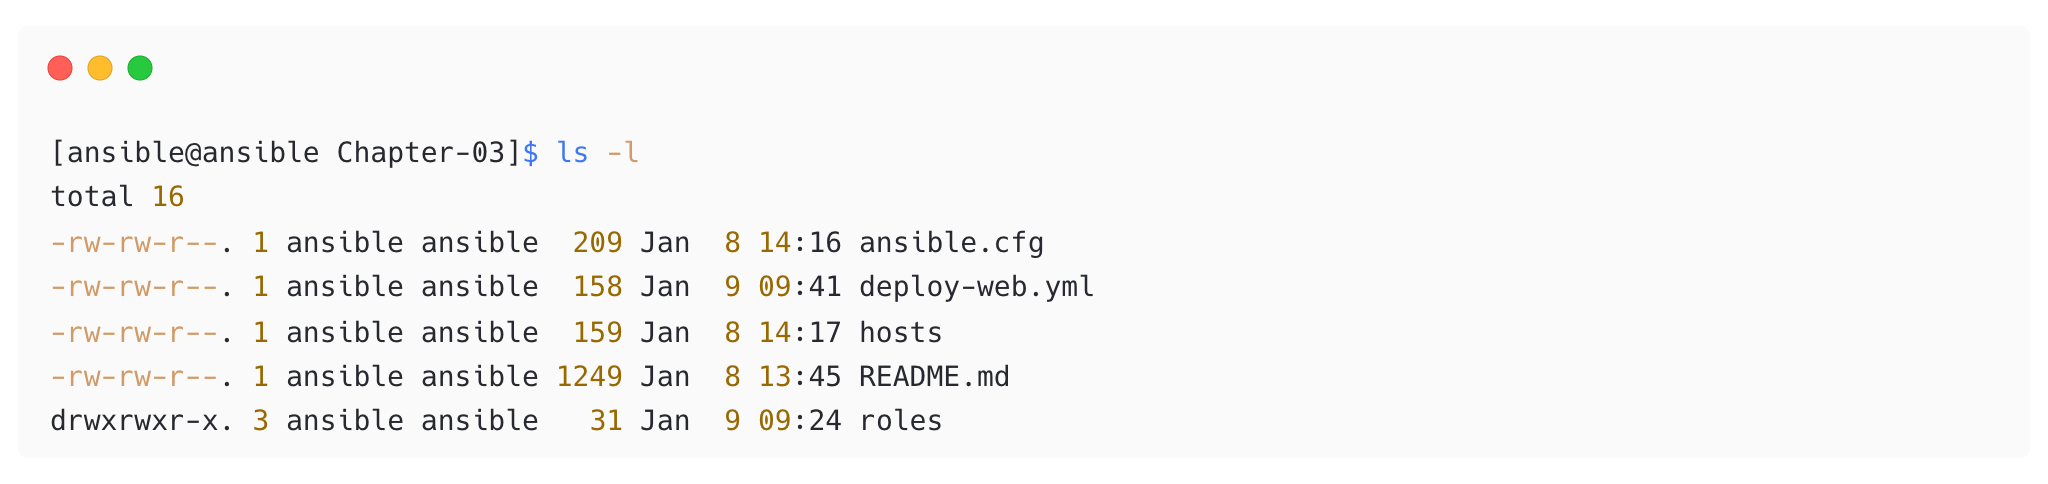 [ansible@ansible Chapter-03]$ ls -l
total 16
-rw-rw-r--. 1 ansible ansible  209 Jan  8 14:16 ansible.cfg
-rw-rw-r--. 1 ansible ansible  158 Jan  9 09:41 deploy-web.yml
-rw-rw-r--. 1 ansible ansible  159 Jan  8 14:17 hosts
-rw-rw-r--. 1 ansible ansible 1249 Jan  8 13:45 README.md
drwxrwxr-x. 3 ansible ansible   31 Jan  9 09:24 roles